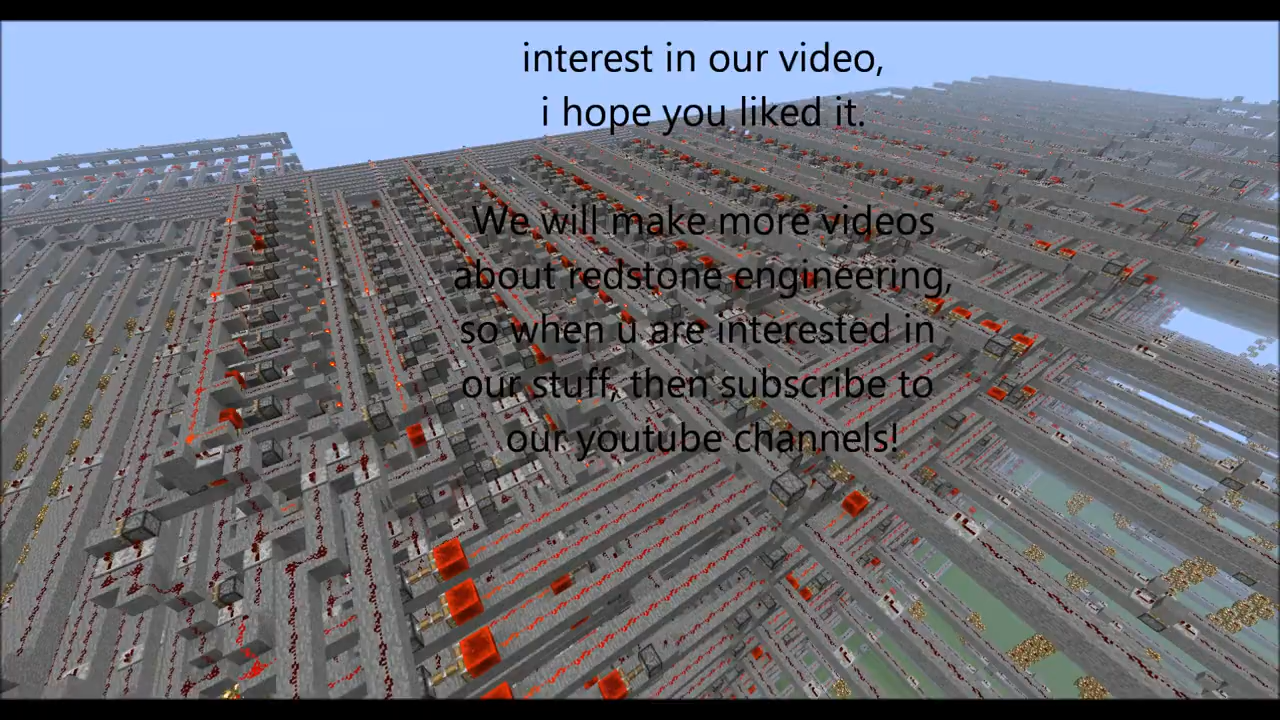 interest in our video,
i hope you liked it.
We will make more videos
about redstone engineering,
so when u are interested in
our stuff, then subscribe to
our youtube channels!